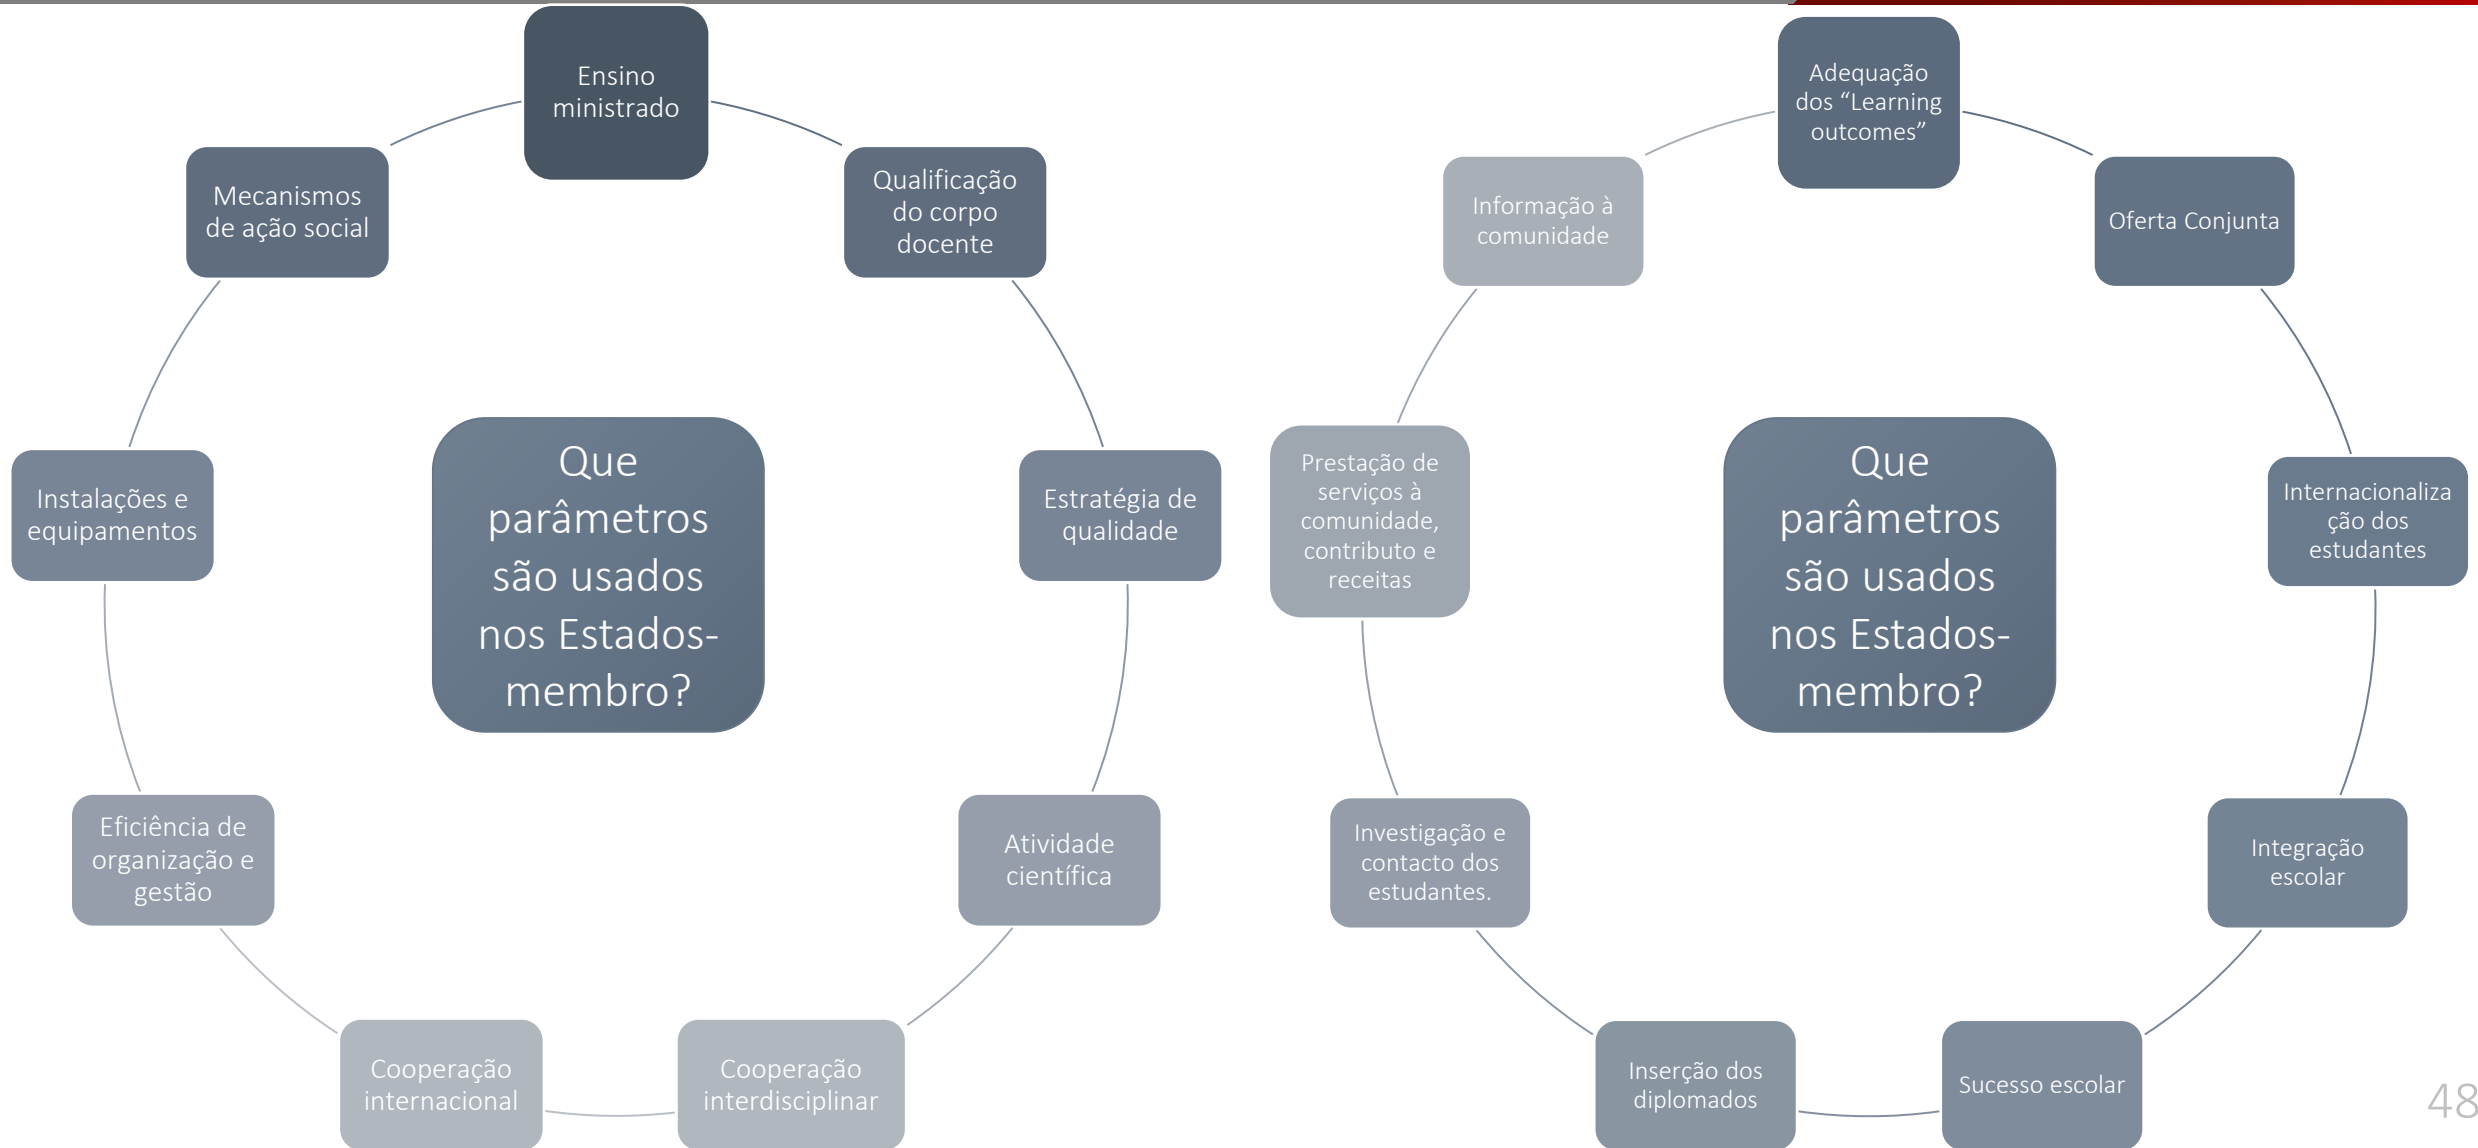 Ensino
ministrado
Qualificação
do corpo
docente
Estratégia de
qualidade
Atividade
científica
Cooperação
interdisciplinar
Cooperação
internacional
Eficiência de
organização e
gestão
Instalações e
equipamentos
Mecanismos
de ação social
Que
parâmetros
são usados
nos Estados-
membro?
Adequação
dos “Learning
outcomes”
Oferta Conjunta
Internacionaliza
ção dos
estudantes
Integração
escolar
Sucesso escolar
Inserção dos
diplomados
Investigação e
contacto dos
estudantes.
Prestação de
serviços à
comunidade,
contributo e
receitas
Informação à
comunidade
Que
parâmetros
são usados
nos Estados-
membro?
48